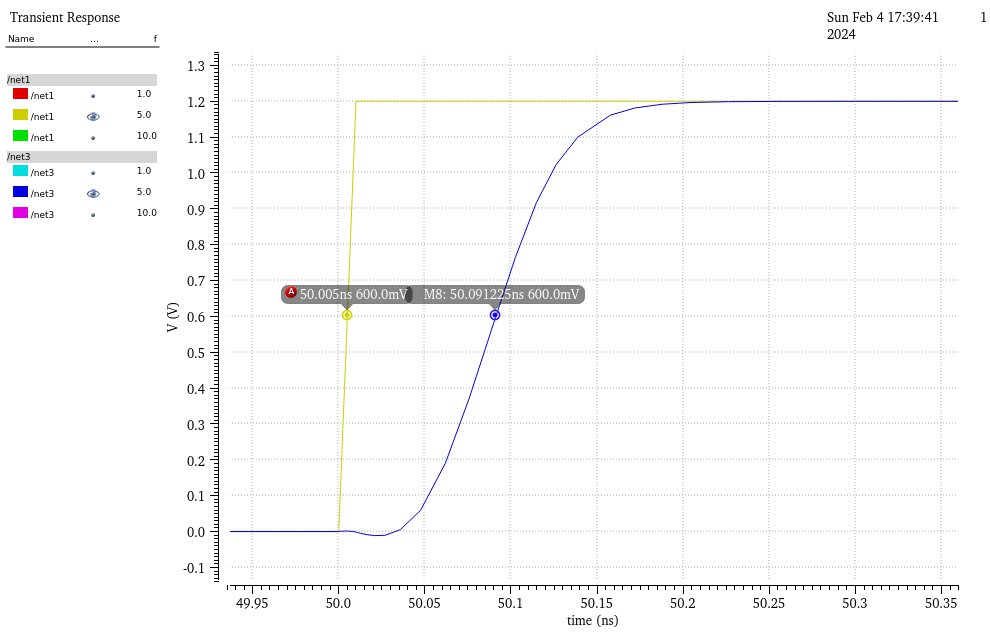 Transient Response
Sun Feb 4 17:39:41 1
2024
Name ... f
/net1
/net1 1.0
/net1 5.0
/net1 10.0
/net3
/net3 1.0
/net3 5.0
/net3 10.0
V (V)
1.3
1.2
1.1
1.0
0.9
0.8
0.7
0.6
0.5
0.4
0.3
0.2
0.1
0.0
-0.1
A 50.005ns 600.0mV
M8: 50.091225ns 600.0mV
49.95 50.0 50.05 50.1 50.15 50.2 50.25 50.3 50.35
time (ns)